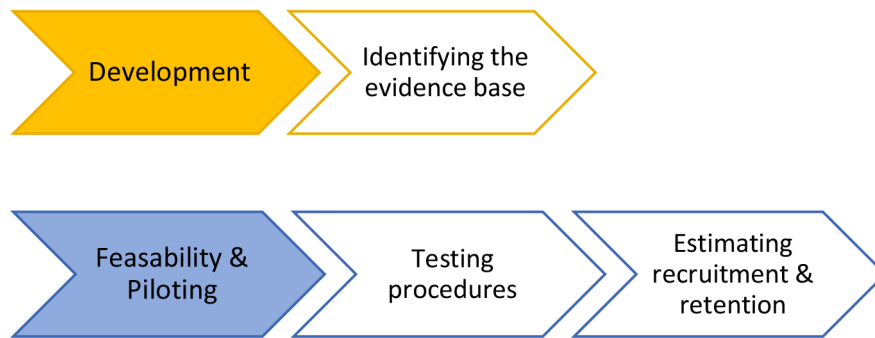 Development
Identifying the
evidence base
Feasability &
Piloting
Testing
procedures
Estimating
recruitment &
retention